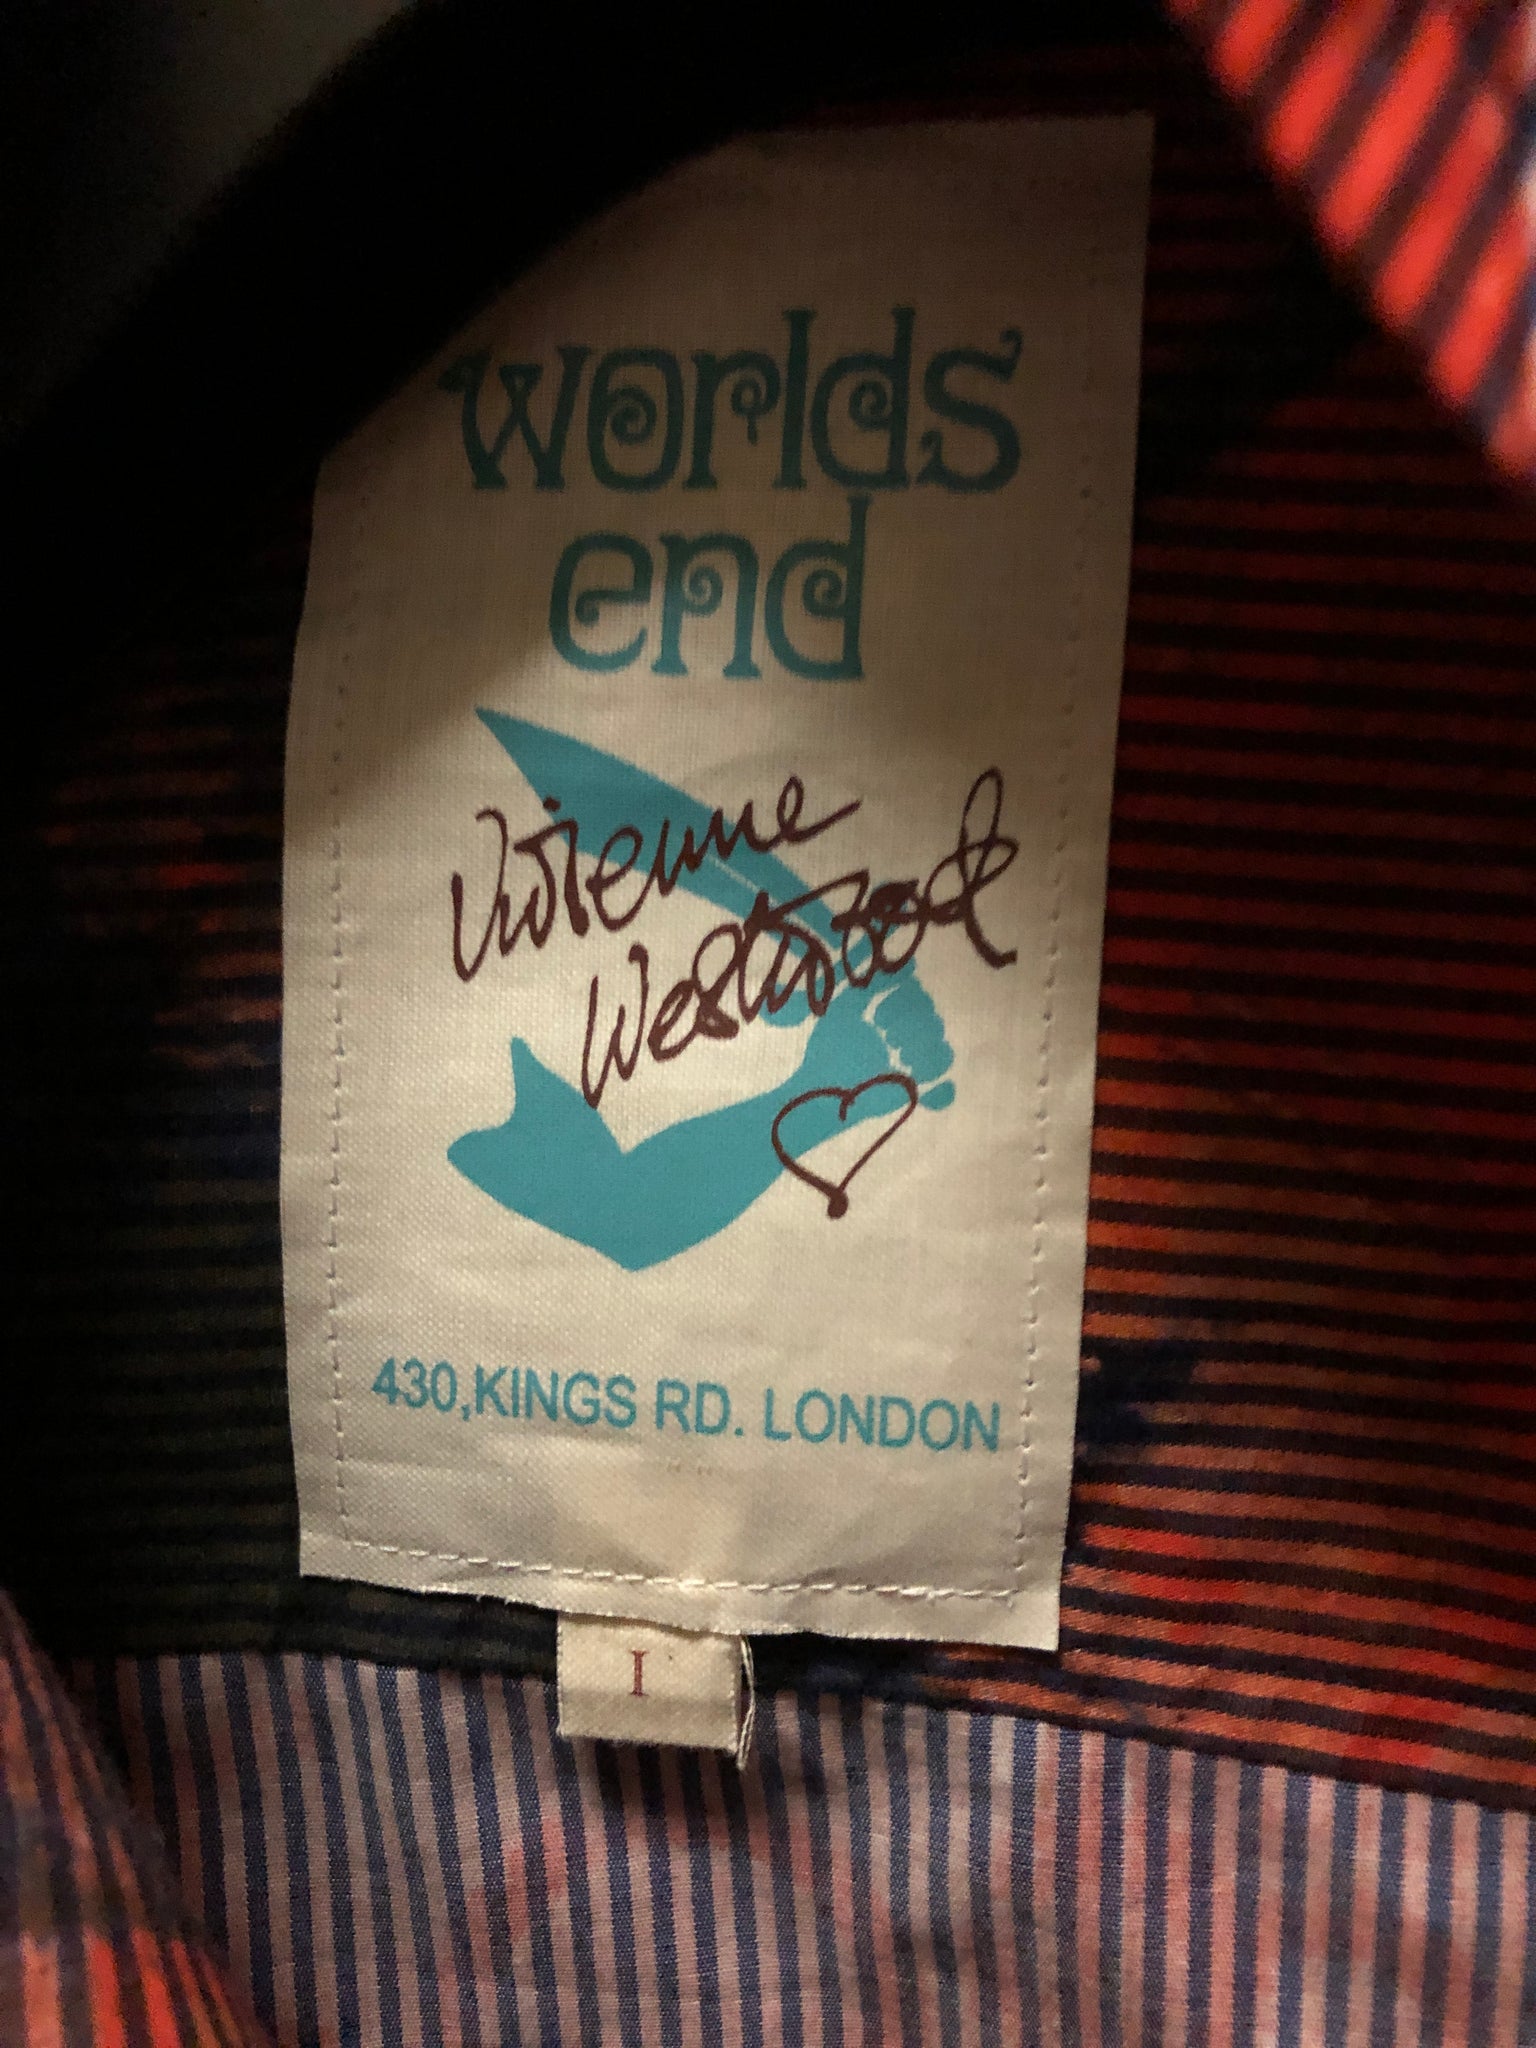 worlds
end
Vivienne
Westwood
430,KINGS RD. LONDON
I